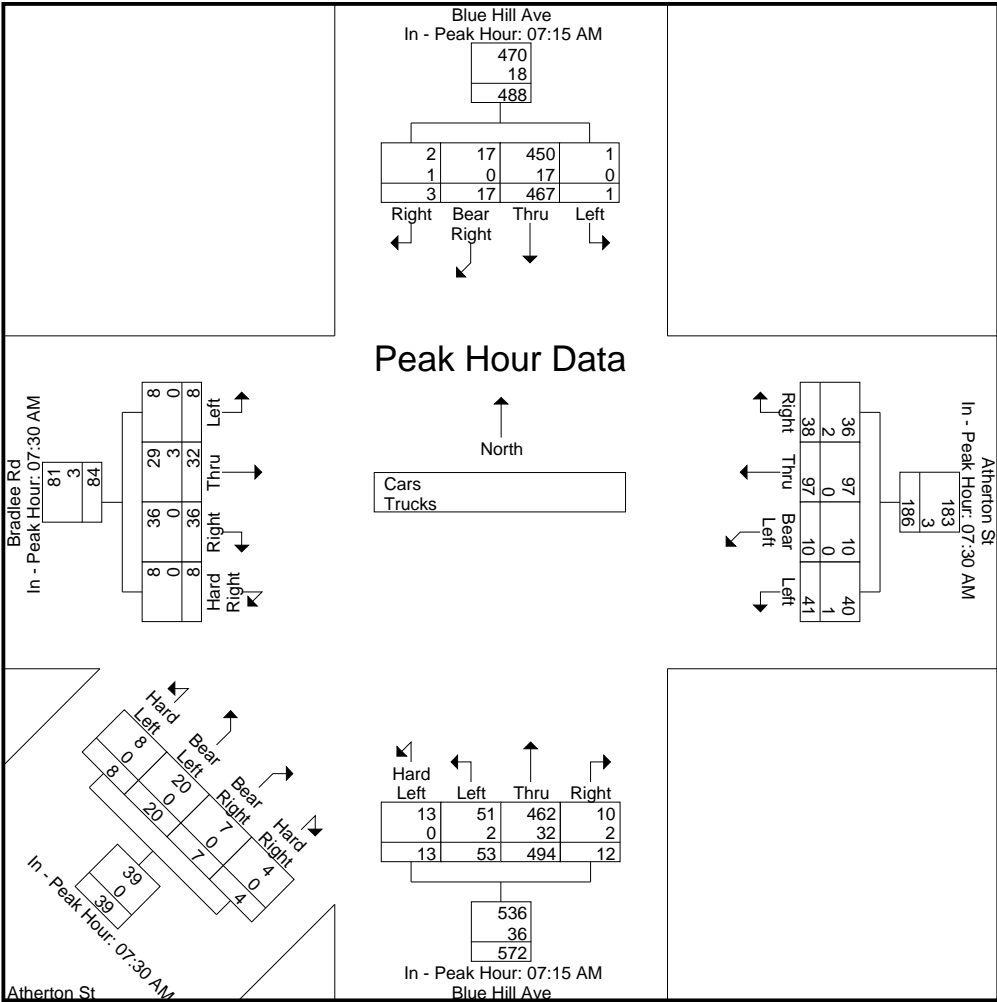 Blue Hill Ave
In - Peak Hour: 07:15 AM
470
18
488
2 17 450 1
1 0 17 0
3 17 467 1
Right Bear Right Thru Left
Peak Hour Data
North
Cars
Trucks
Bradlee Rd
In - Peak Hour: 07:30 AM
81
3
84
8 0 8
29 3 32
36 0 36
8 0 8
Left
Thru
Right
Hard Right
Atherton St
In - Peak Hour: 07:30 AM
183
3
186
38 2 36
97 0 97
10 0 10
41 1 40
Right
Thru
Bear Left
Left
Hard Left
Bear Left
Bear Right
Hard Right
8 20 7 4
0 0 0 0
8 20 7 4
39
0
39
In - Peak Hour: 07:30 AM
Atherton St
Hard Left Left Thru Right
13 51 462 10
0 2 32 2
13 53 494 12
536
36
572
In - Peak Hour: 07:15 AM
Blue Hill Ave